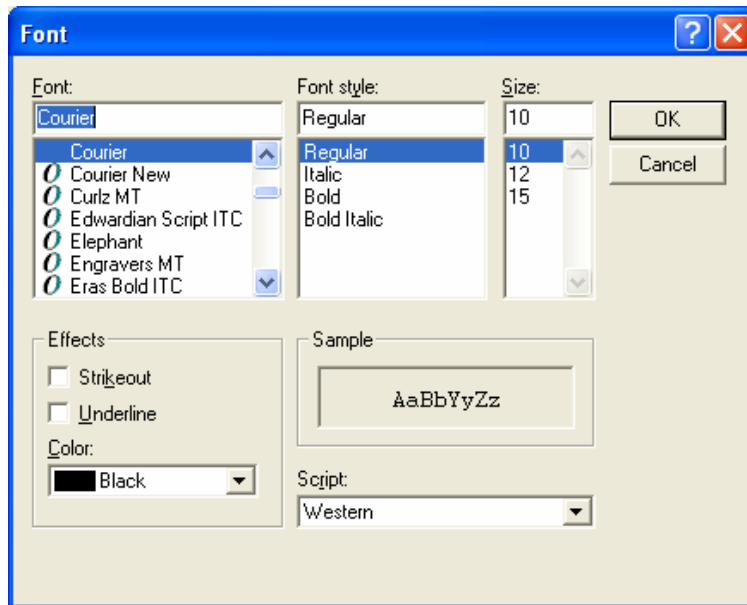 Font
Font: Font style: Size:
Courier Regular 10 OK
Courier Regular 10 Cancel
Courier New Italic 12
Curlz MT Bold 15
Edwardian Script ITC Bold Italic
Elephant
Engravers MT
Eras Bold ITC
Effects Sample
Strikeout
Underline AaBbYyZz
Color:
Black Script:
Western